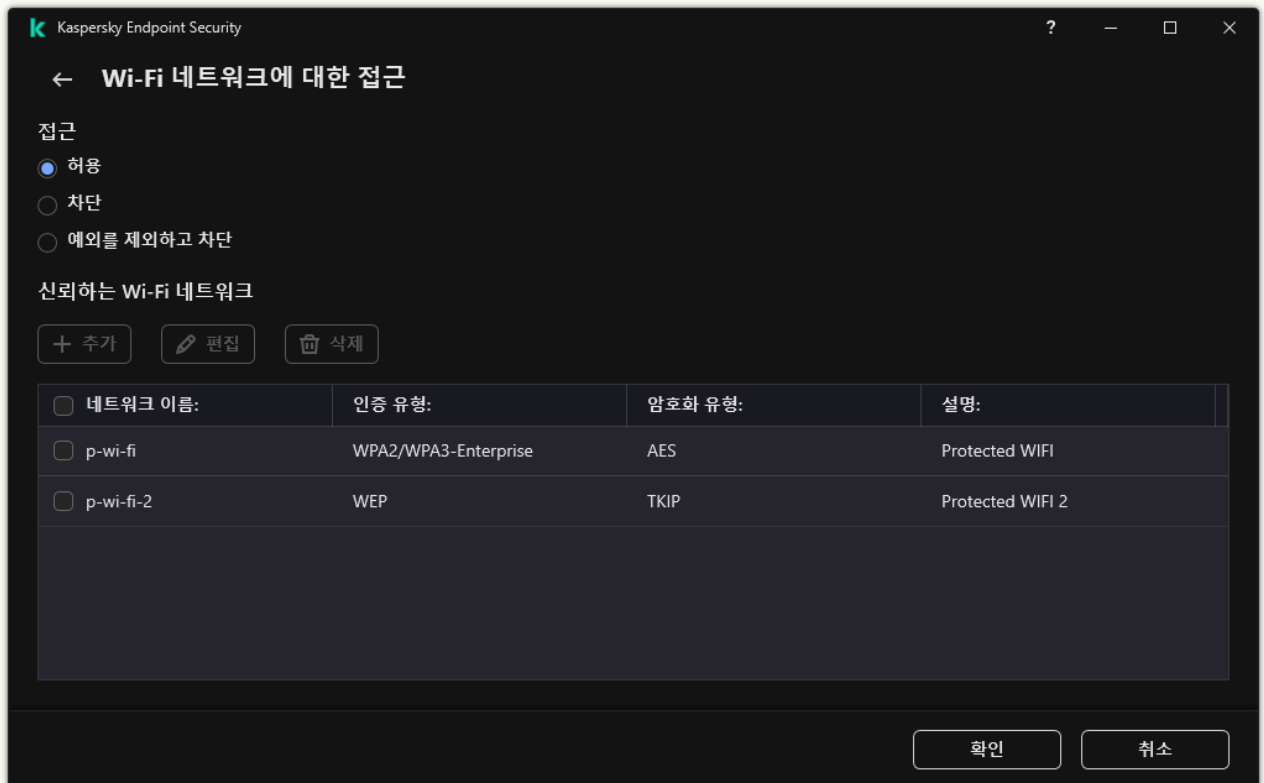 Kaspersky Endpoint Security ?
Wi-Fi 네트워크에 대한 접근
접근
허용
차단
예외를 제외하고 차단
신뢰하는 Wi-Fi 네트워크
추가 편집 삭제
네트워크 이름: 인증 유형: 암호화 유형: 설명:
p-wi-fi WPA2/WPA3-Enterprise AES Protected WIFI
p-wi-fi-2 WEP TKIP Protected WIFI 2
확인 취소